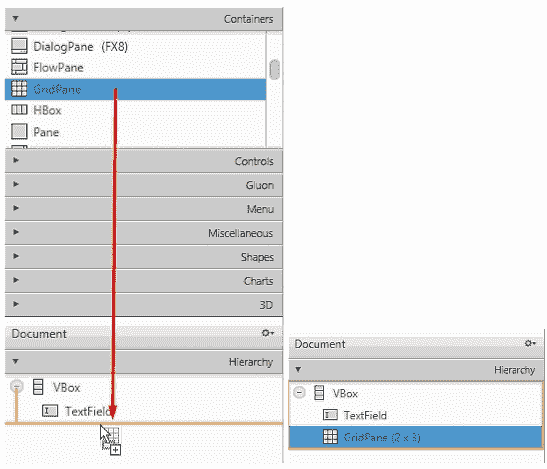 Containers
DialogPane (FX8)
FlowPane
GridPane
HBox
Pane
Controls
Gluon
Menu
Miscellaneous
Shapes
Charts
3D
Document
Hierarchy
VBox
TextField
Document
Hierarchy
VBox
TextField
GridPane (2 x 3)